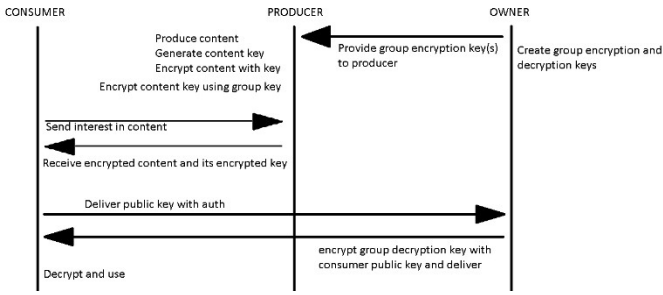 CONSUMER PRODUCER OWNER
Produce content
Generate content key
Encrypt content with key
Encrypt content key using group key
Provide group encryption key(s)
to producer
Create group encryption and
decryption keys
Send interest in content
Receive encrypted content and its encrypted key
Deliver public key with auth
encrypt group decryption key with
consumer public key and deliver
Decrypt and use